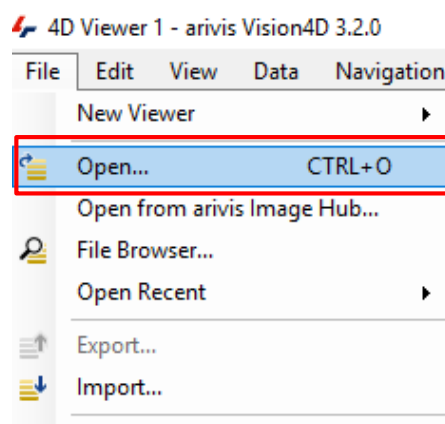 4D Viewer 1 - arivis Vision4D 3.2.0
File Edit View Data Navigation
New Viewer
Open... CTRL+O
Open from arivis Image Hub...
File Browser...
Open Recent
Export...
Import...